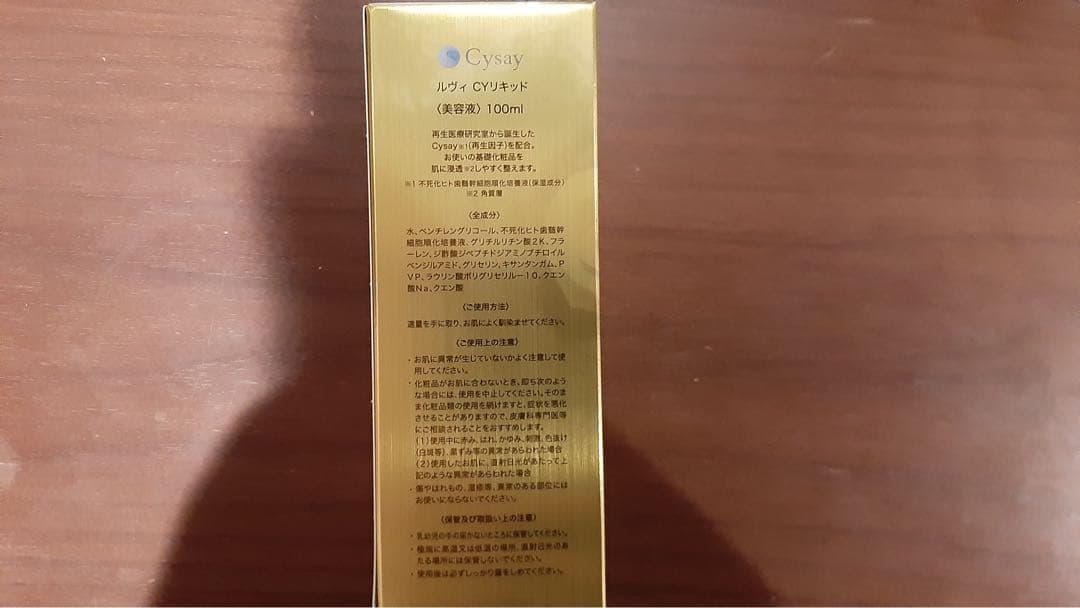 Cysay
ルヴィ CYリキッド
〈美容液〉 100ml
再生医療研究室から誕生した
Cysay※1(再生因子)を配合。
お使いの基礎化粧品を
肌に浸透※2しやすく整えます。
※1 不死化ヒト歯髄幹細胞順化培養液(保湿成分)
※2 角質層
〈全成分〉
水、ペンチレングリコール、不死化ヒト歯髄幹
細胞順化培養液、グリチルリチン酸2K、フラ
ーレン、ジ酢酸ジペプチドジアミノブチロイル
ベンジルアミド、グリセリン、キサンタンガム、P
VP、ラウリン酸ポリグリセリルー10、クエン
酸Na、クエン酸
〈ご使用方法〉
適量を手に取り、お肌によく馴染ませてください。
〈ご使用上の注意〉
・お肌に異常が生じていないかよく注意して使
用してください。
・化粧品がお肌に合わないとき、即ち次のよう
な場合には、使用を中止してください。そのま
ま化粧品類の使用を続けますと、症状を悪化
させることがありますので、皮膚科専門医等
にご相談されることをおすすめします。
(1)使用中に赤み、はれ、かゆみ、刺激、色抜け
(白斑等)、黒ずみ等の異常があらわれた場合
(2)使用したお肌に、直射日光があたって上
記のような異常があらわれた場合
・傷やはれもの、湿疹等、異常のある部位には
お使いにならないでください。
〈保管及び取扱い上の注意〉
・乳幼児の手の届かないところに保管してください。
・極端に高温又は低温の場所、直射日光のあ
たる場所には保管しないでください。
・使用後は必ずしっかり蓋をしめてください。